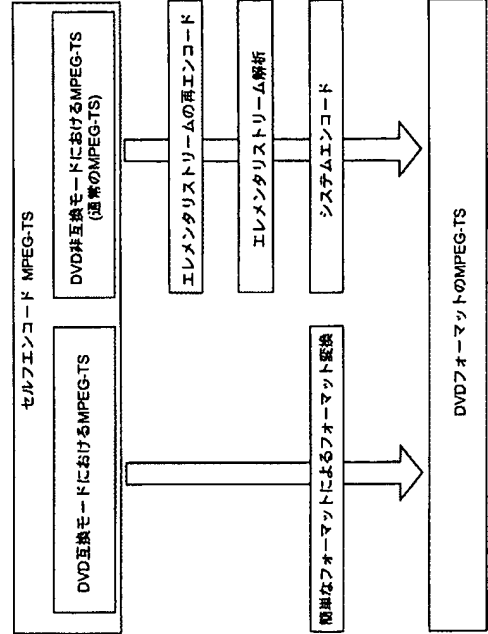 セルフエンコード MPEG-TS
DVD互換モードにおけるMPEG-TS
DVD非互換モードにおけるMPEG-TS
(通常のMPEG-TS)
エレメンタリストリームの再エンコード
エレメンタリストリーム解析
システムエンコード
簡単なフォーマットによるフォーマット変換
DVDフォーマットのMPEG-TS